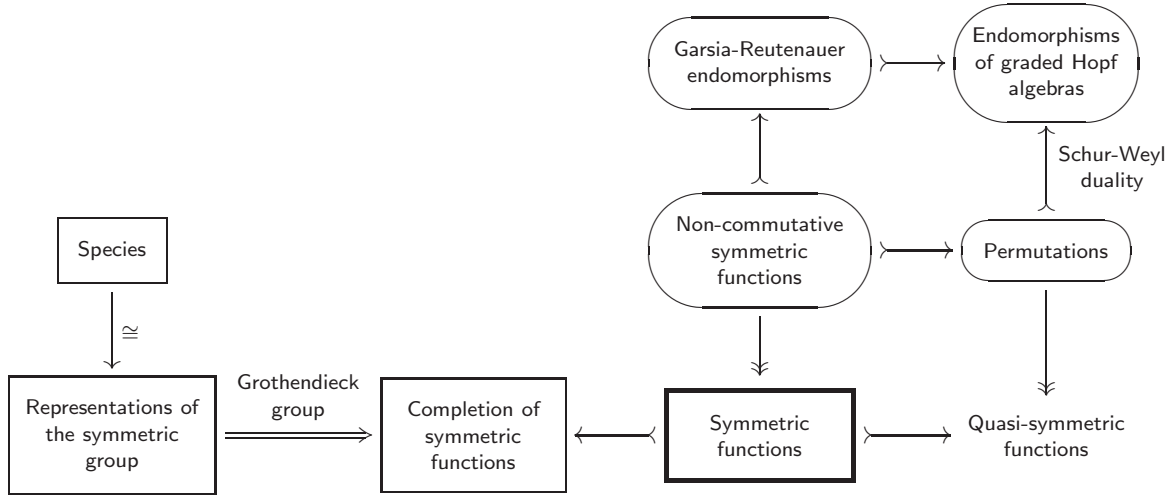 Garsia-Reutenauer
endomorphisms
Endomorphisms
of graded Hopf
algebras
Schur-Weyl
duality
Species
Non-commutative
symmetric
functions
Permutations
≅
Representations of
the symmetric
group
Grothendieck
group
Completion of
symmetric
functions
Symmetric
functions
Quasi-symmetric
functions